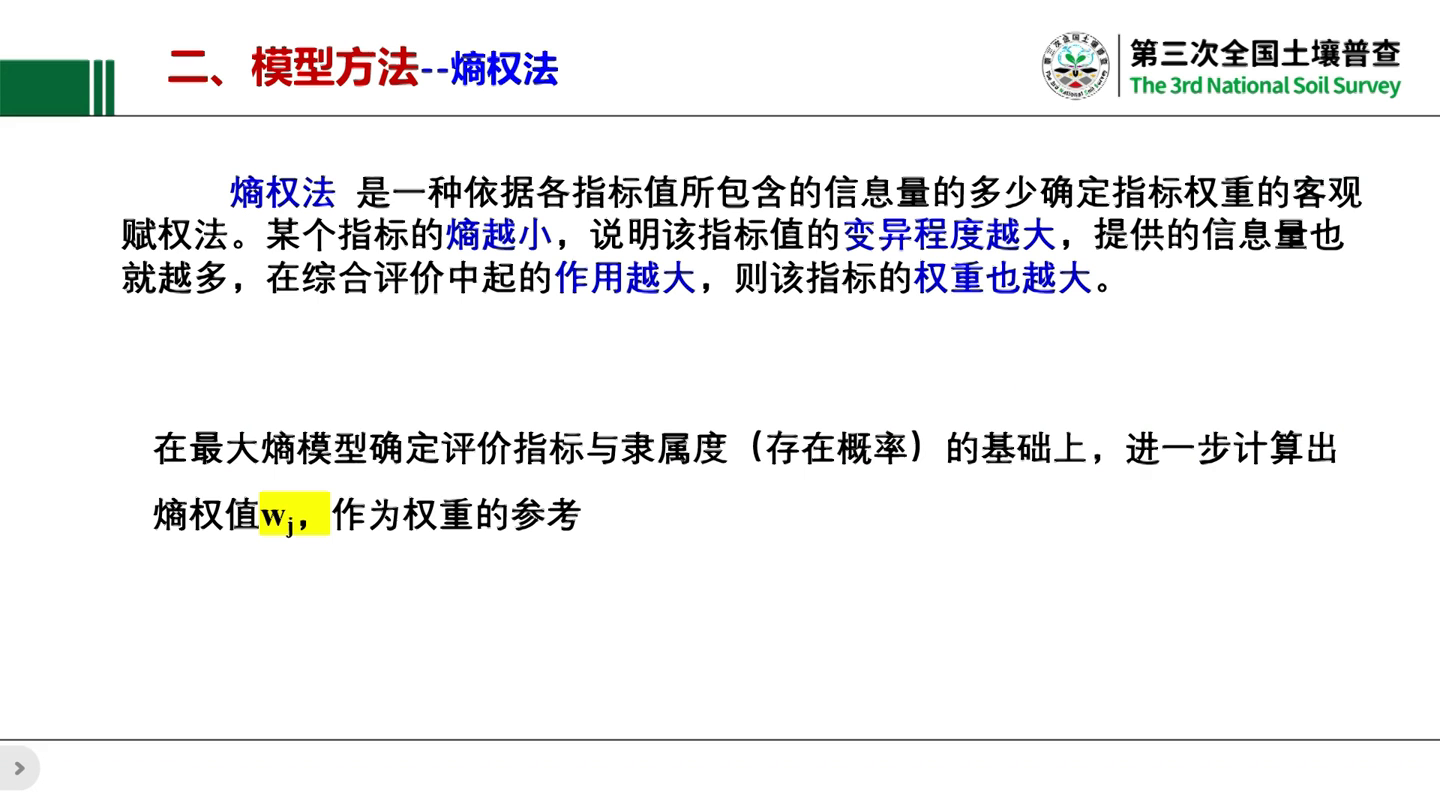 二、模型方法--熵权法
第三次全国土壤普查
The 3rd National Soil Survey
熵权法 是一种依据各指标值所包含的信息量的多少确定指标权重的客观
赋权法。某个指标的熵越小，说明该指标值的变异程度越大，提供的信息量也
就越多，在综合评价中起的作用越大，则该指标的权重也越大。
在最大熵模型确定评价指标与隶属度（存在概率）的基础上，进一步计算出
熵权值wj，作为权重的参考